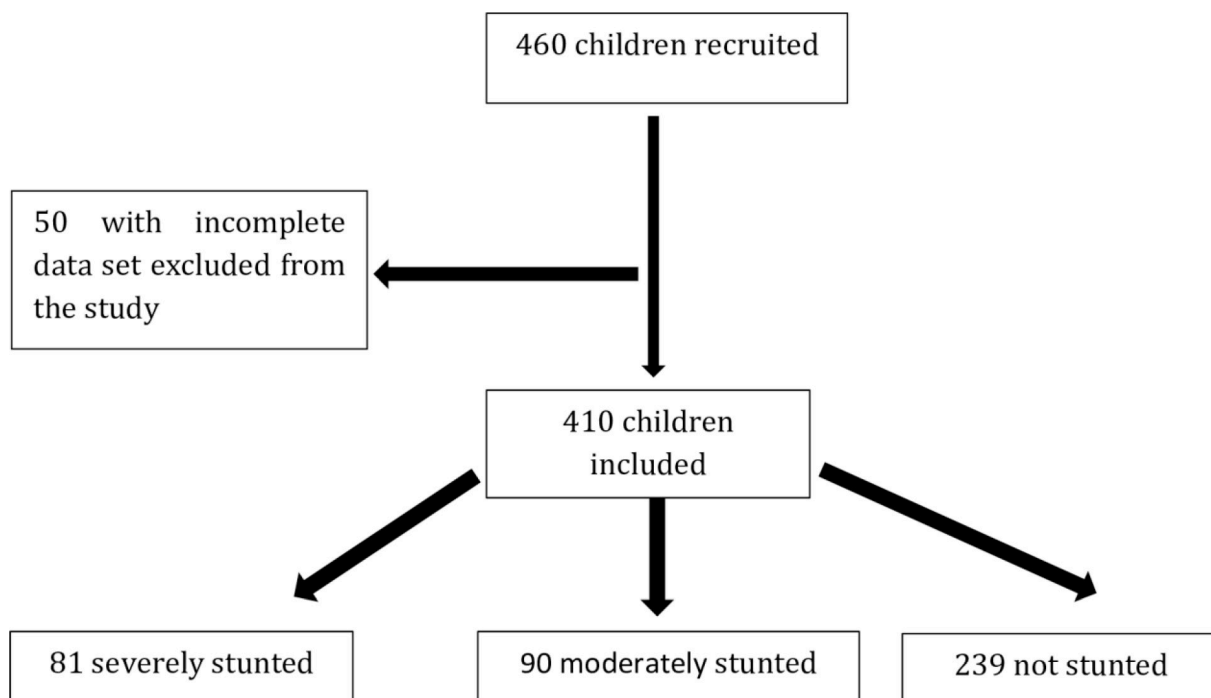 460 children recruited
50 with incomplete
data set excluded from
the study
410 children
included
81 severely stunted
90 moderately stunted
239 not stunted